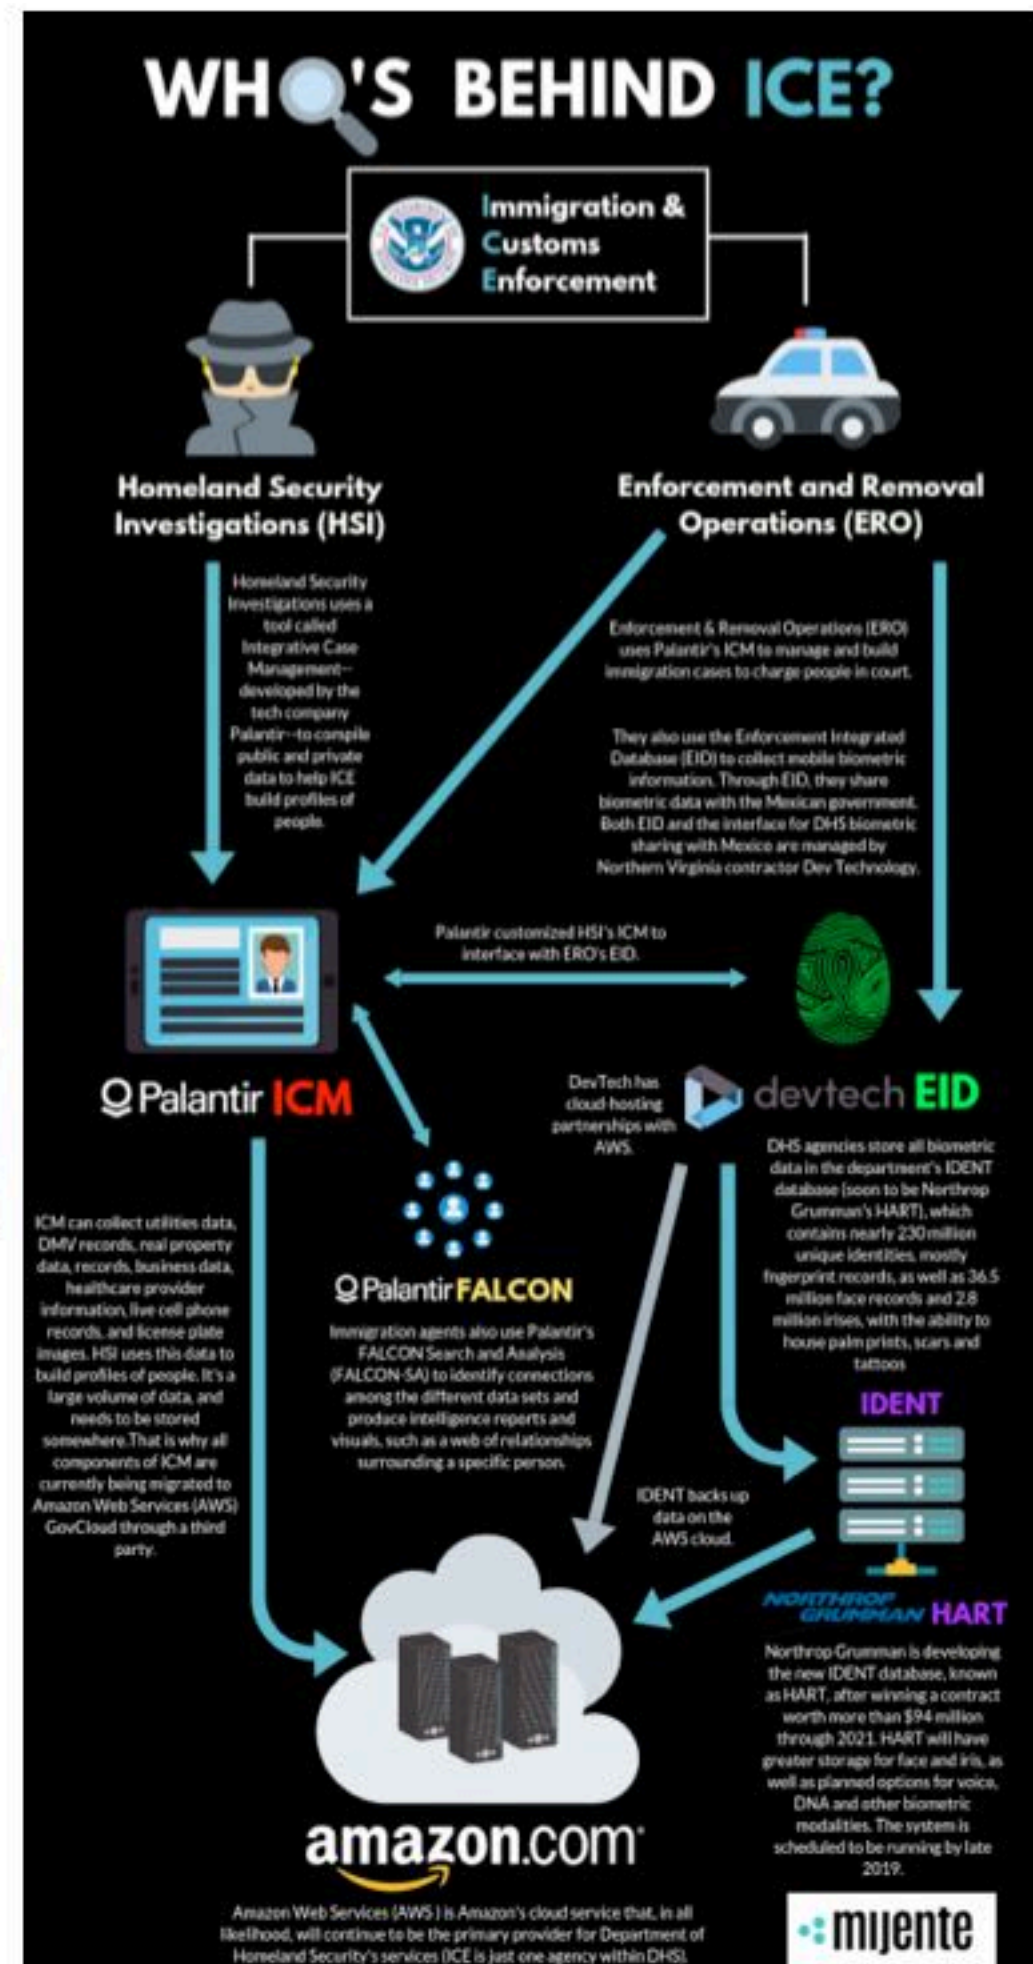 WHO'S BEHIND ICE?
Immigration &
Customs
Enforcement
Homeland Security
Investigations (HSI)
Enforcement and Removal
Operations (ERO)
Homeland Security
Investigations uses a
tool called
Integrative Case
Management--
developed by the
tech company
Palantir--to compile
public and private
data to help ICE
build profiles of
people.
Enforcement & Removal Operations (ERO)
uses Palantir's ICM to manage and build
immigration cases to charge people in court.
They also use the Enforcement Integrated
Database (EID) to collect mobile biometric
information. Through EID, they share
biometric data with the Mexican government.
Both EID and the interface for DHS biometric
sharing with Mexico are managed by
Northern Virginia contractor Dev Technology.
Palantir customized HSI's ICM to
interface with ERO's EID.
Palantir ICM
DevTech has
cloud-hosting
partnerships with
AWS.
devtech EID
DHS agencies store all biometric
data in the department's IDENT
database (soon to be Northrop
Grumman's HART), which
contains nearly 230 million
unique identities, mostly
fngerprint records, as well as 36.5
million face records and 2.8
million irises, with the ability to
house palm prints, scars and
tattoos
ICM can collect utilities data,
DMV records, real property
data, records, business data,
healthcare provider
information, live cell phone
records, and license plate
images. HSI uses this data to
build profiles of people. It's a
large volume of data, and
needs to be stored
somewhere.That is why all
components of ICM are
currently being migrated to
Amazon Web Services (AWS)
GovCloud through a third
party.
Palantir FALCON
Immigration agents also use Palantir's
FALCON Search and Analysis
(FALCON-SA) to identify connections
among the different data sets and
produce intelligence reports and
visuals, such as a web of relationships
surrounding a specific person.
IDENT
IDENT backs up
data on the
AWS cloud.
NORTHROP
GRUMMAN HART
Northrop Grumman is developing
the new IDENT database, known
as HART, after winning a contract
worth more than $94 million
through 2021. HART will have
greater storage for face and iris, as
well as planned options for voice,
DNA and other biometric
modalities. The system is
scheduled to be running by late
2019.
amazon.com
Amazon Web Services (AWS ) is Amazon's cloud service that, in all
likelihood, will continue to be the primary provider for Department of
Homeland Security's services (ICE is just one agency within DHS).
mijente